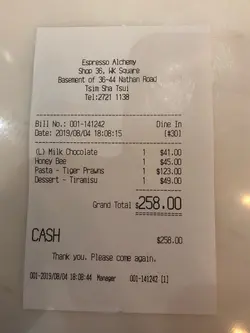 Espresso Alchemy
Shop 36, WK Square
Basement of 36-44 Nathan Road
Tsim Sha Tsui
Tel:2721 1138
Bill No.: 001-141242 Dine In
Date: 2019/08/04 18:08:15 [#30]
(L) Milk Chocolate 1 $41.00
Honey Bee 1 $45.00
Pasta - Tiger Prawns 1 $123.00
Dessert - Tiramisu 1 $49.00
Grand Total $258.00
CASH $258.00
Thank you. Please come again.
001-2019/08/04 18:08:44 Manager 001-141242 [1]